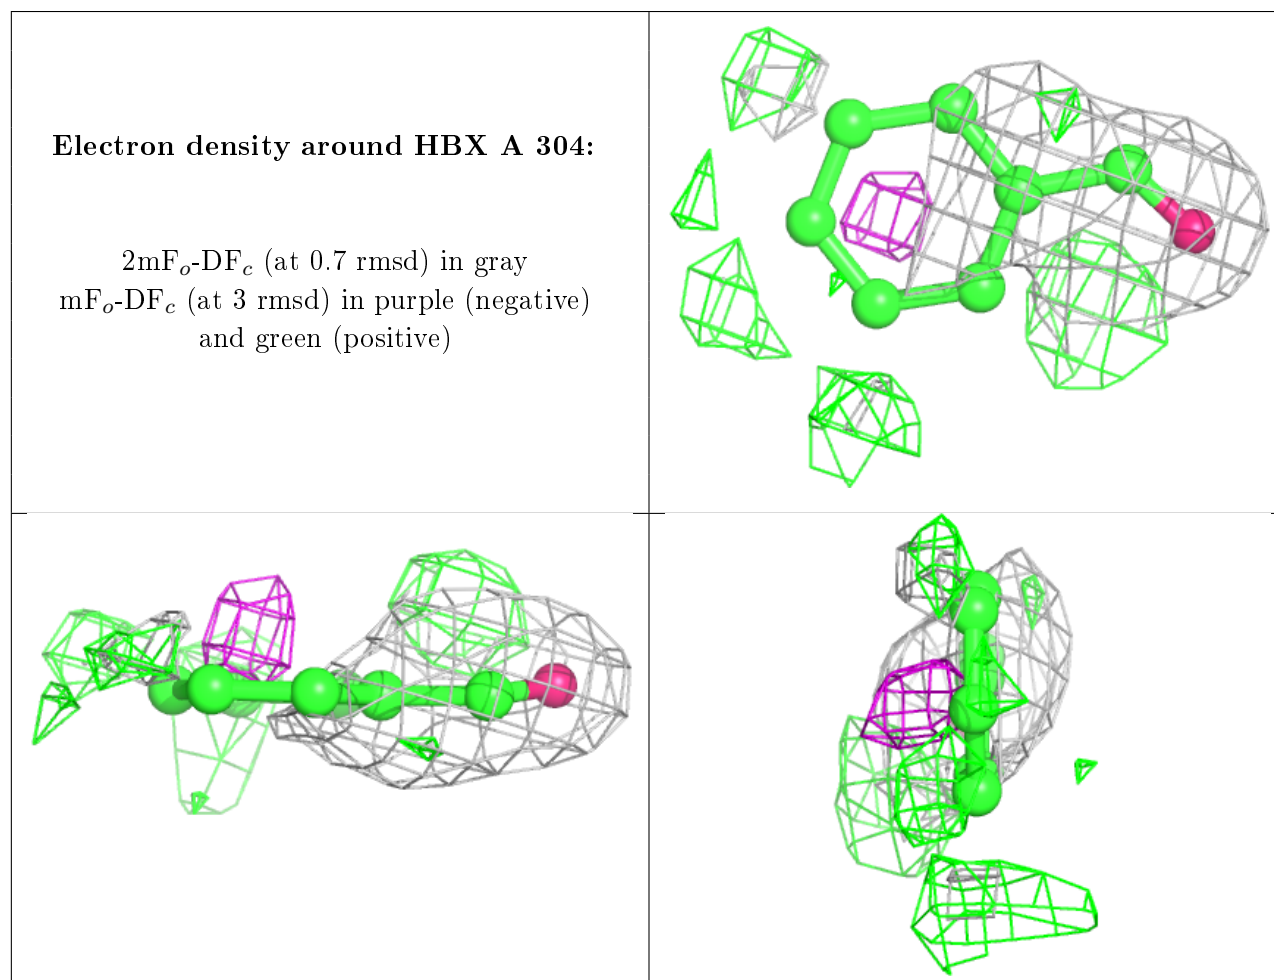 Electron density around HBX A 304:
2mFₒ-DF𝒸 (at 0.7 rmsd) in gray
mFₒ-DF𝒸 (at 3 rmsd) in purple (negative)
and green (positive)